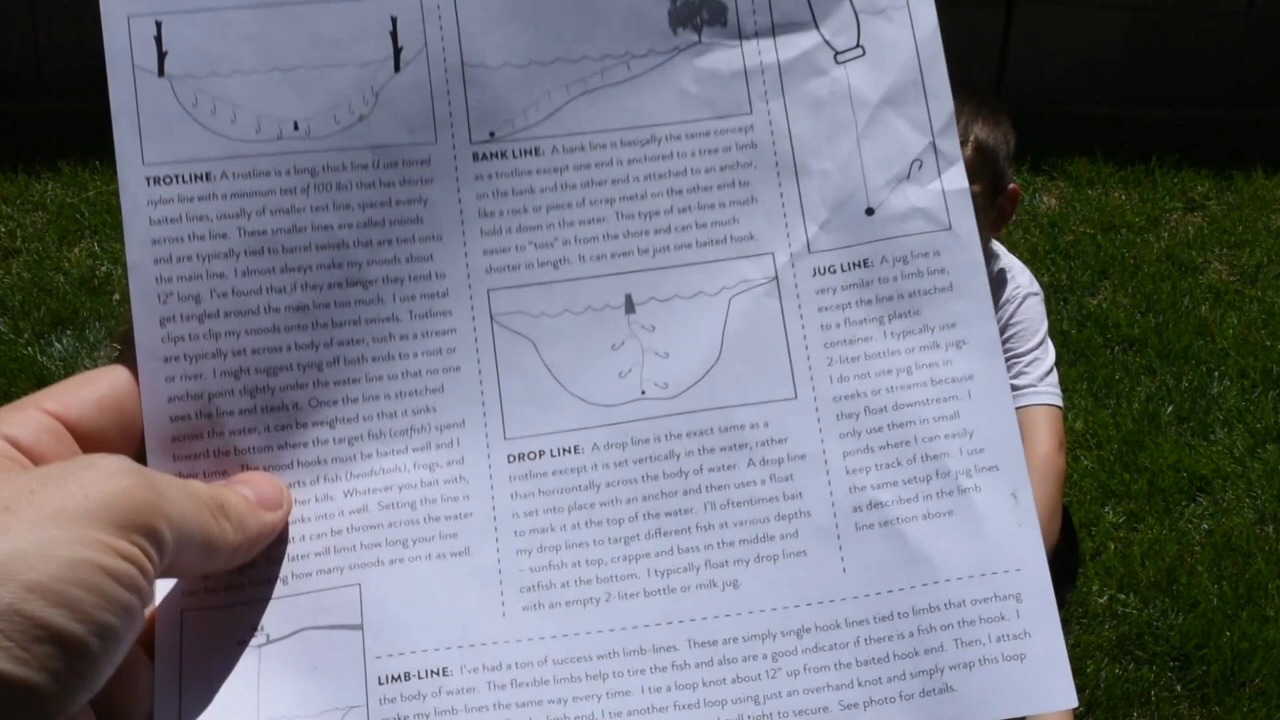 TROTLINE: A trotline is a long, thick line (I use tarred
nylon line with a minimum test of 100 lbs) that has shorter
baited lines, usually of smaller test line, spaced evenly
across the line. These smaller lines are called snoods
and are typically tied to barrel swivels that are tied onto
the main line. I almost always make my snoods about
12" long. I've found that if they are longer they tend to
get tangled around the main line too much. I use metal
clips to clip my snoods onto the barrel swivels. Trotlines
are typically set across a body of water, such as a stream
or river. I might suggest tying off both ends to a root or
anchor point slightly under the water line so that no one
sees the line and steals it. Once the line is stretched
across the water, it can be weighted so that it sinks
toward the bottom where the target fish (catfish) spend
their time. The snood hooks must be baited well and I
arts of fish (heads/tails), frogs, and
her kills. Whatever you bait with,
inks into it well. Setting the line is
it can be thrown across the water
later will limit how long your line
how many snoods are on it as well.
BANK LINE: A bank line is basically the same concept
as a trotline except one end is anchored to a tree or limb
on the bank and the other end is attached to an anchor,
like a rock or piece of scrap metal on the other end to
hold it down in the water. This type of set-line is much
easier to "toss" in from the shore and can be much
shorter in length. It can even be just one baited hook.
DROP LINE: A drop line is the exact same as a
trotline except it is set vertically in the water, rather
than horizontally across the body of water. A drop line
is set into place with an anchor and then uses a float
to mark it at the top of the water. I'll oftentimes bait
my drop lines to target different fish at various depths
– sunfish at top, crappie and bass in the middle and
catfish at the bottom. I typically float my drop lines
with an empty 2-liter bottle or milk jug.
JUG LINE: A jug line is
very similar to a limb line,
except the line is attached
to a floating plastic
container. I typically use
2-liter bottles or milk jugs.
I do not use jug lines in
creeks or streams because
they float downstream. I
only use them in small
ponds where I can easily
keep track of them. I use
the same setup for jug lines
as described in the limb
line section above.
LIMB-LINE: I've had a ton of success with limb-lines. These are simply single hook lines tied to limbs that overhang
the body of water. The flexible limbs help to tire the fish and also are a good indicator if there is a fish on the hook. I
make my limb-lines the same way every time. I tie a loop knot about 12" up from the baited hook end. Then, I attach
limb end, I tie another fixed loop using just an overhand knot and simply wrap this loop
tight to secure. See photo for details.